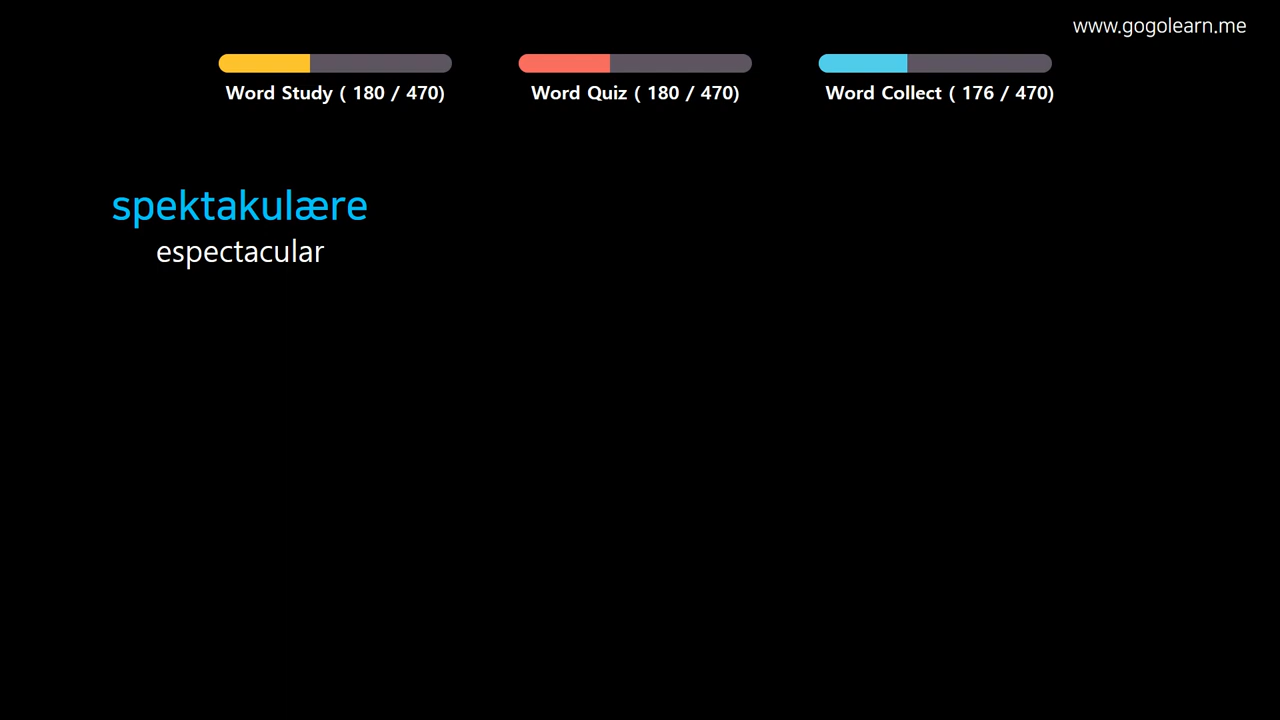 www.gogolearn.me
Word Study ( 180 / 470)
Word Quiz ( 180 / 470)
Word Collect ( 176 / 470)
spektakulære
espectacular